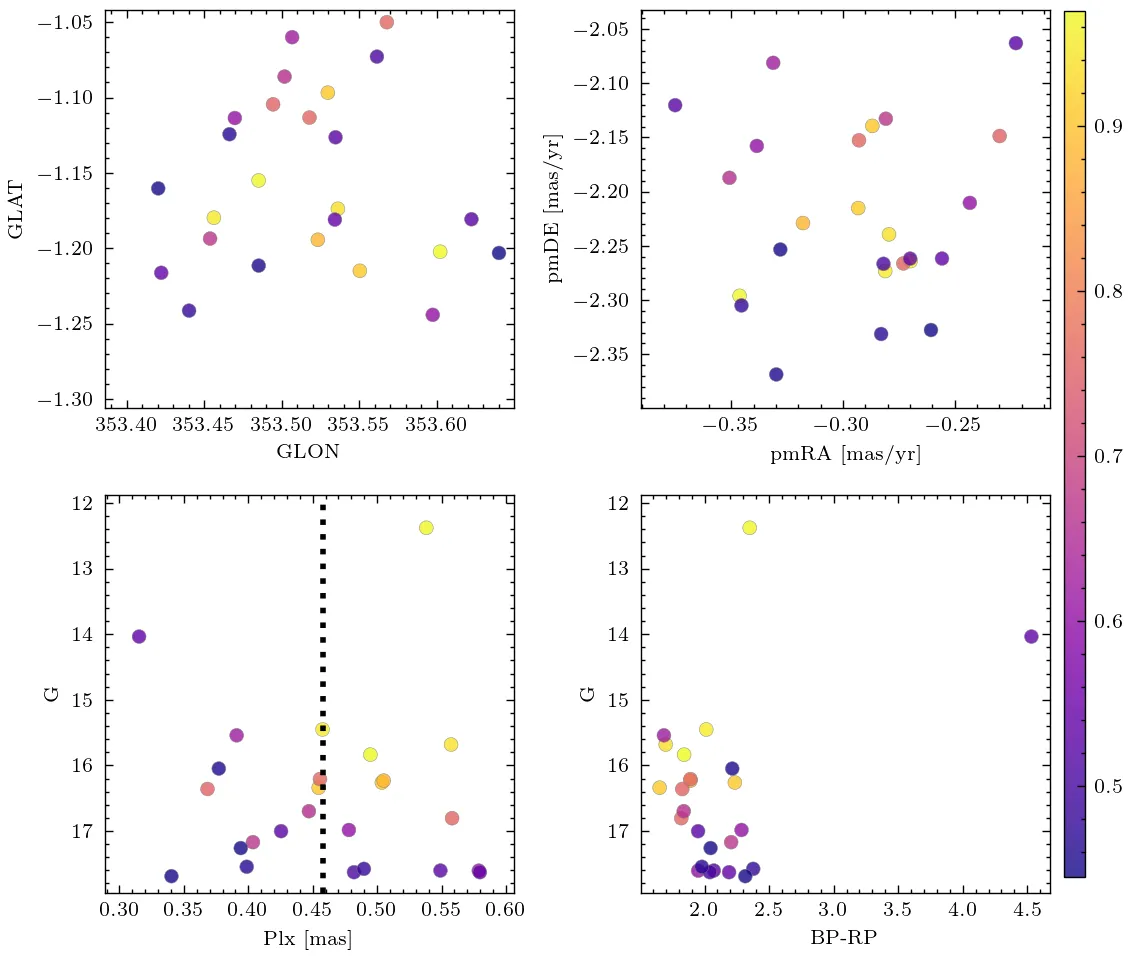 −1.05
−1.10
−1.15
−1.20
−1.25
−1.30
GLAT
353.40 353.45 353.50 353.55 353.60
GLON
−2.05
−2.10
−2.15
−2.20
−2.25
−2.30
−2.35
pmDE [mas/yr]
−0.35 −0.30 −0.25
pmRA [mas/yr]
0.9
0.8
0.7
0.6
0.5
12
13
14
15
16
17
G
0.30 0.35 0.40 0.45 0.50 0.55 0.60
Plx [mas]
12
13
14
15
16
17
G
2.0 2.5 3.0 3.5 4.0 4.5
BP-RP